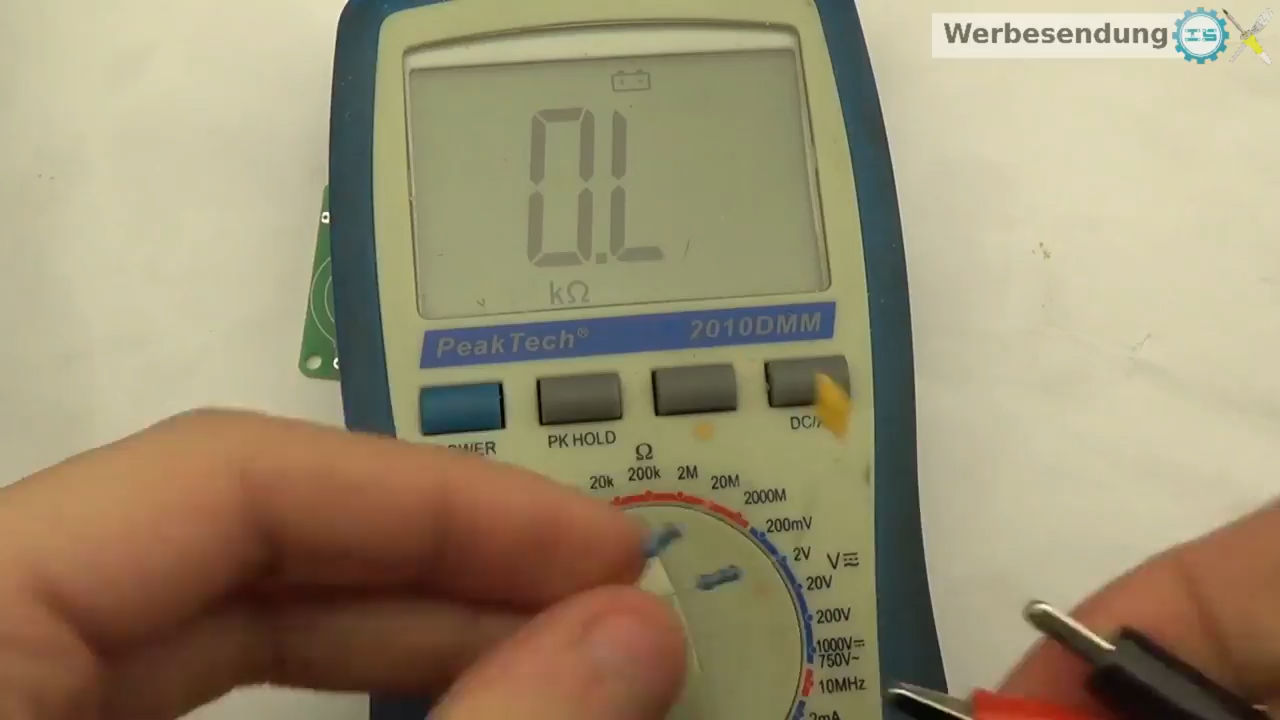 Werbesendung
0.L
kΩ
PeakTech® 2010DMM
PK HOLD
Ω
20k 200k 2M 20M 2000M
200mV
2V
V
20V
200V
1000V
750V~
10MHz
2mA